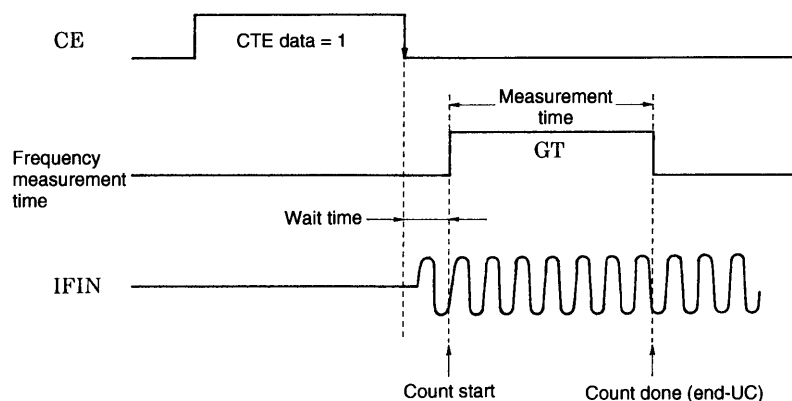 CE
CTE data = 1
Measurement
time
GT
Frequency
measurement
time
Wait time
IFIN
Count start
Count done (end-UC)